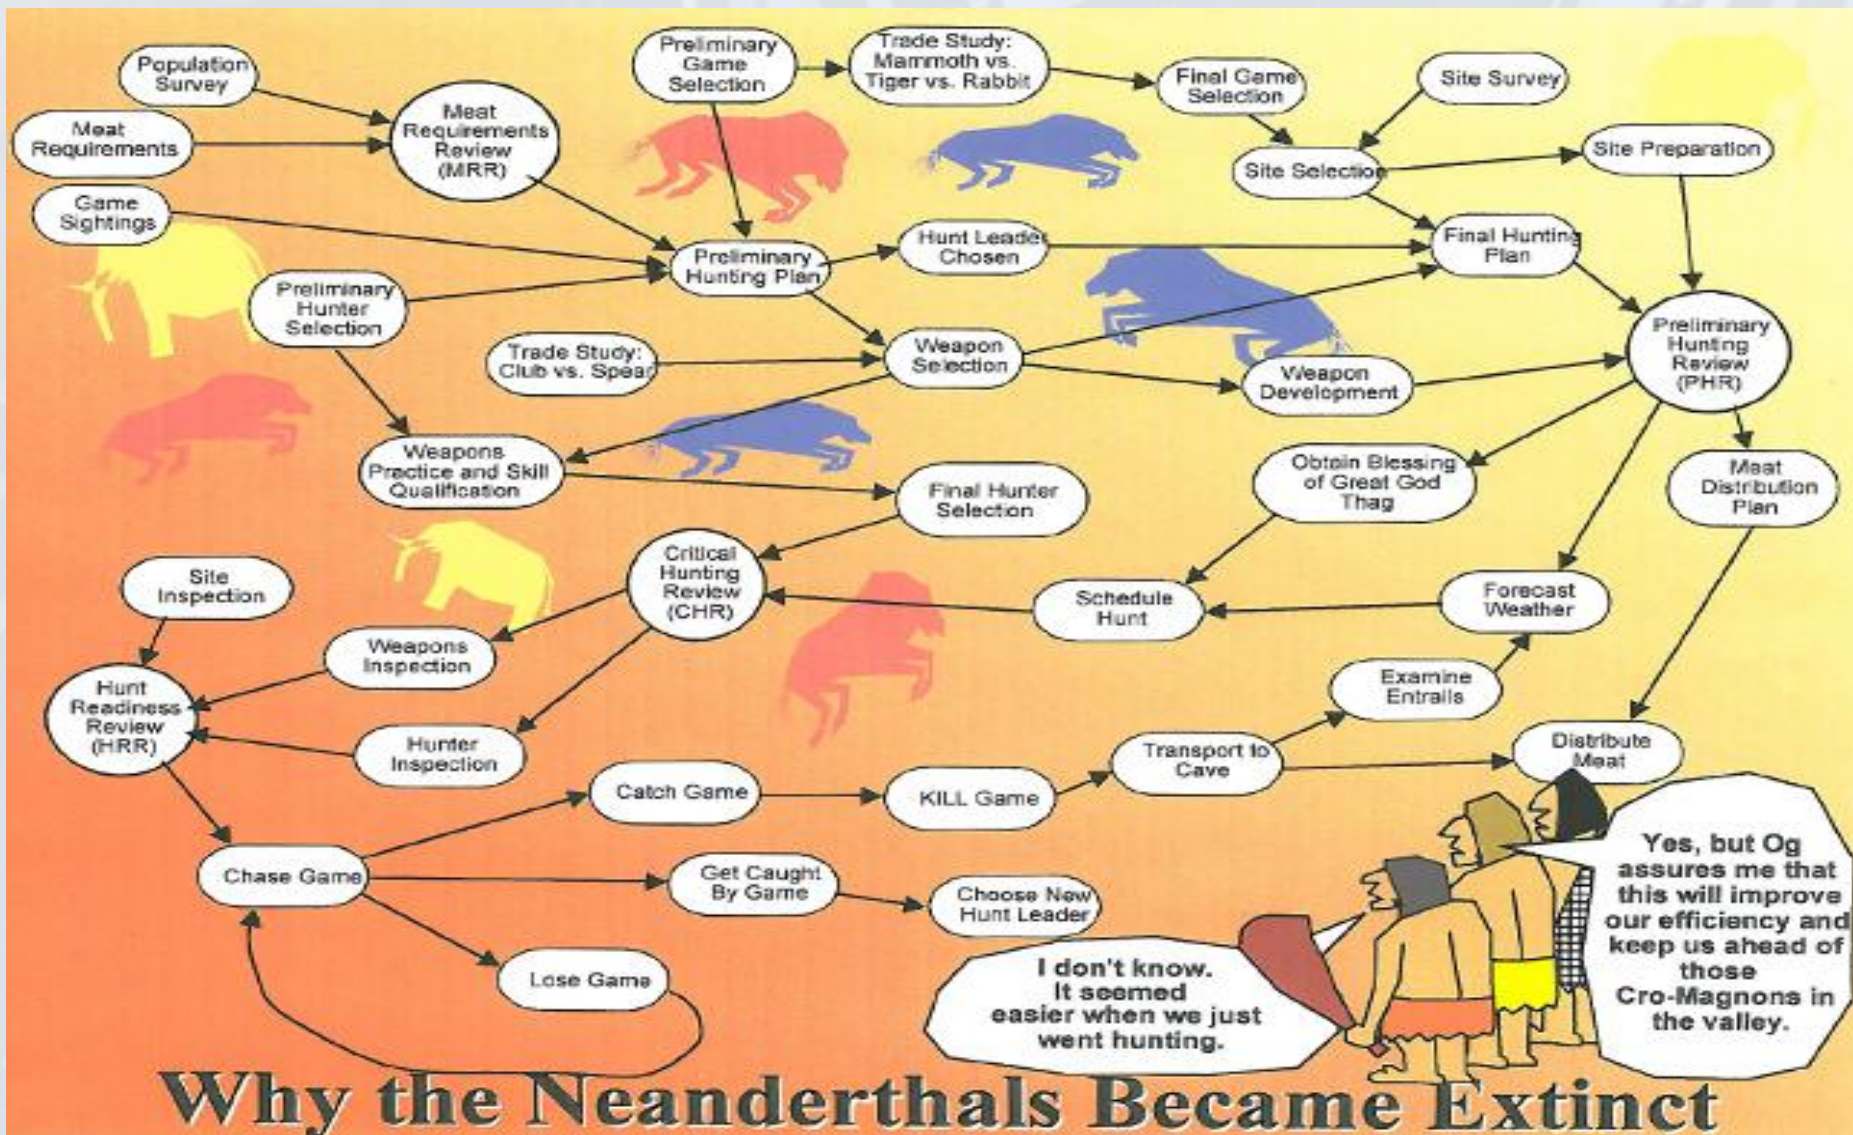 Population
Survey
Meat
Requirements
Game
Sightings
Meat
Requirements
Review
(MRR)
Preliminary
Game
Selection
Trade Study:
Mammoth vs.
Tiger vs. Rabbit
Final Game
Selection
Site Survey
Site Selection
Site Preparation
Preliminary
Hunter
Selection
Preliminary
Hunting Plan
Hunt Leader
Chosen
Final Hunting
Plan
Trade Study:
Club vs. Spear
Weapon
Selection
Weapon
Development
Preliminary
Hunting
Review
(PHR)
Weapons
Practice and Skill
Qualification
Final Hunter
Selection
Obtain Blessing
of Great God
Thag
Meat
Distribution
Plan
Site
Inspection
Critical
Hunting
Review
(CHR)
Schedule
Hunt
Forecast
Weather
Weapons
Inspection
Hunt
Readiness
Review
(HRR)
Hunter
Inspection
Examine
Entrails
Transport to
Cave
Distribute
Meat
Catch Game
KILL Game
Chase Game
Get Caught
By Game
Choose New
Hunt Leader
Lose Game
I don't know.
It seemed
easier when we just
went hunting.
Yes, but Og
assures me that
this will improve
our efficiency and
keep us ahead of
those
Cro-Magnons in
the valley.
Why the Neanderthals Became Extinct